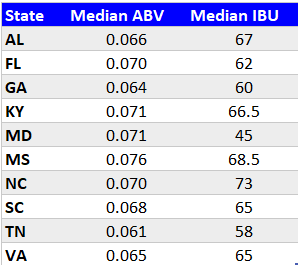 State Median ABV Median IBU
AL 0.066 67
FL 0.070 62
GA 0.064 60
KY 0.071 66.5
MD 0.071 45
MS 0.076 68.5
NC 0.070 73
SC 0.068 65
TN 0.061 58
VA 0.065 65